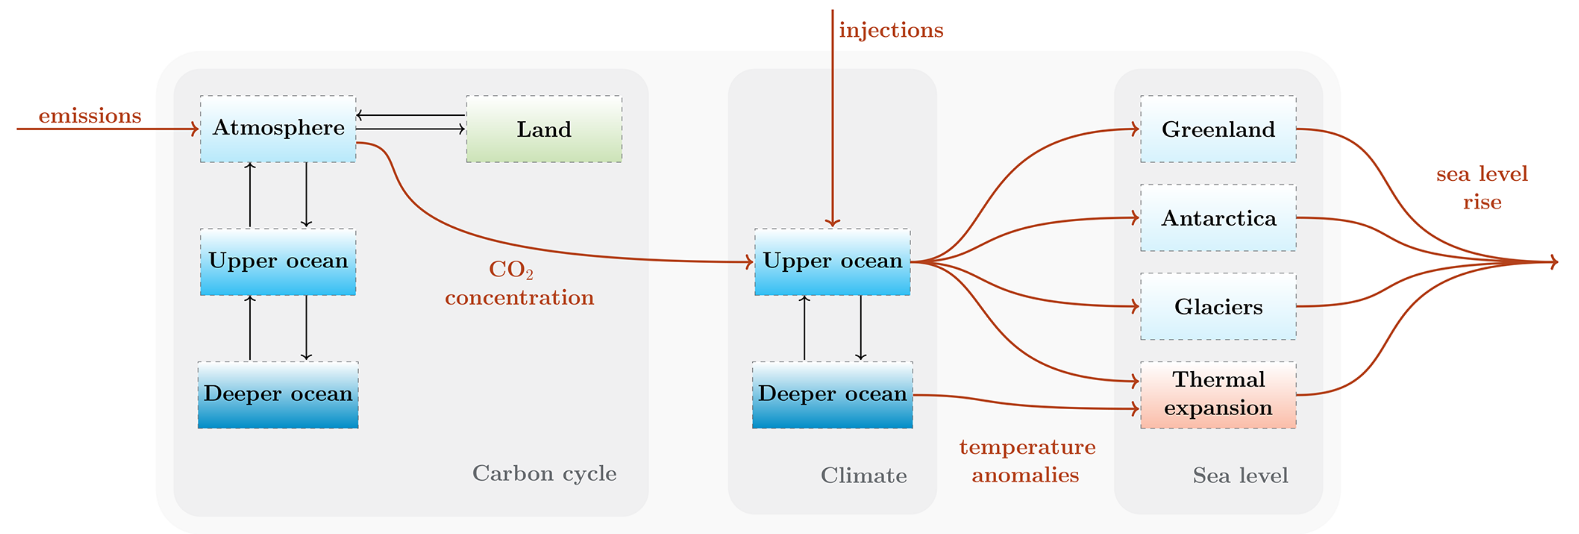 injections
emissions
Atmosphere
Land
Greenland
sea level
rise
Antarctica
Upper ocean
CO₂
concentration
Upper ocean
Glaciers
Deeper ocean
Deeper ocean
Thermal
expansion
temperature
anomalies
Carbon cycle
Climate
Sea level